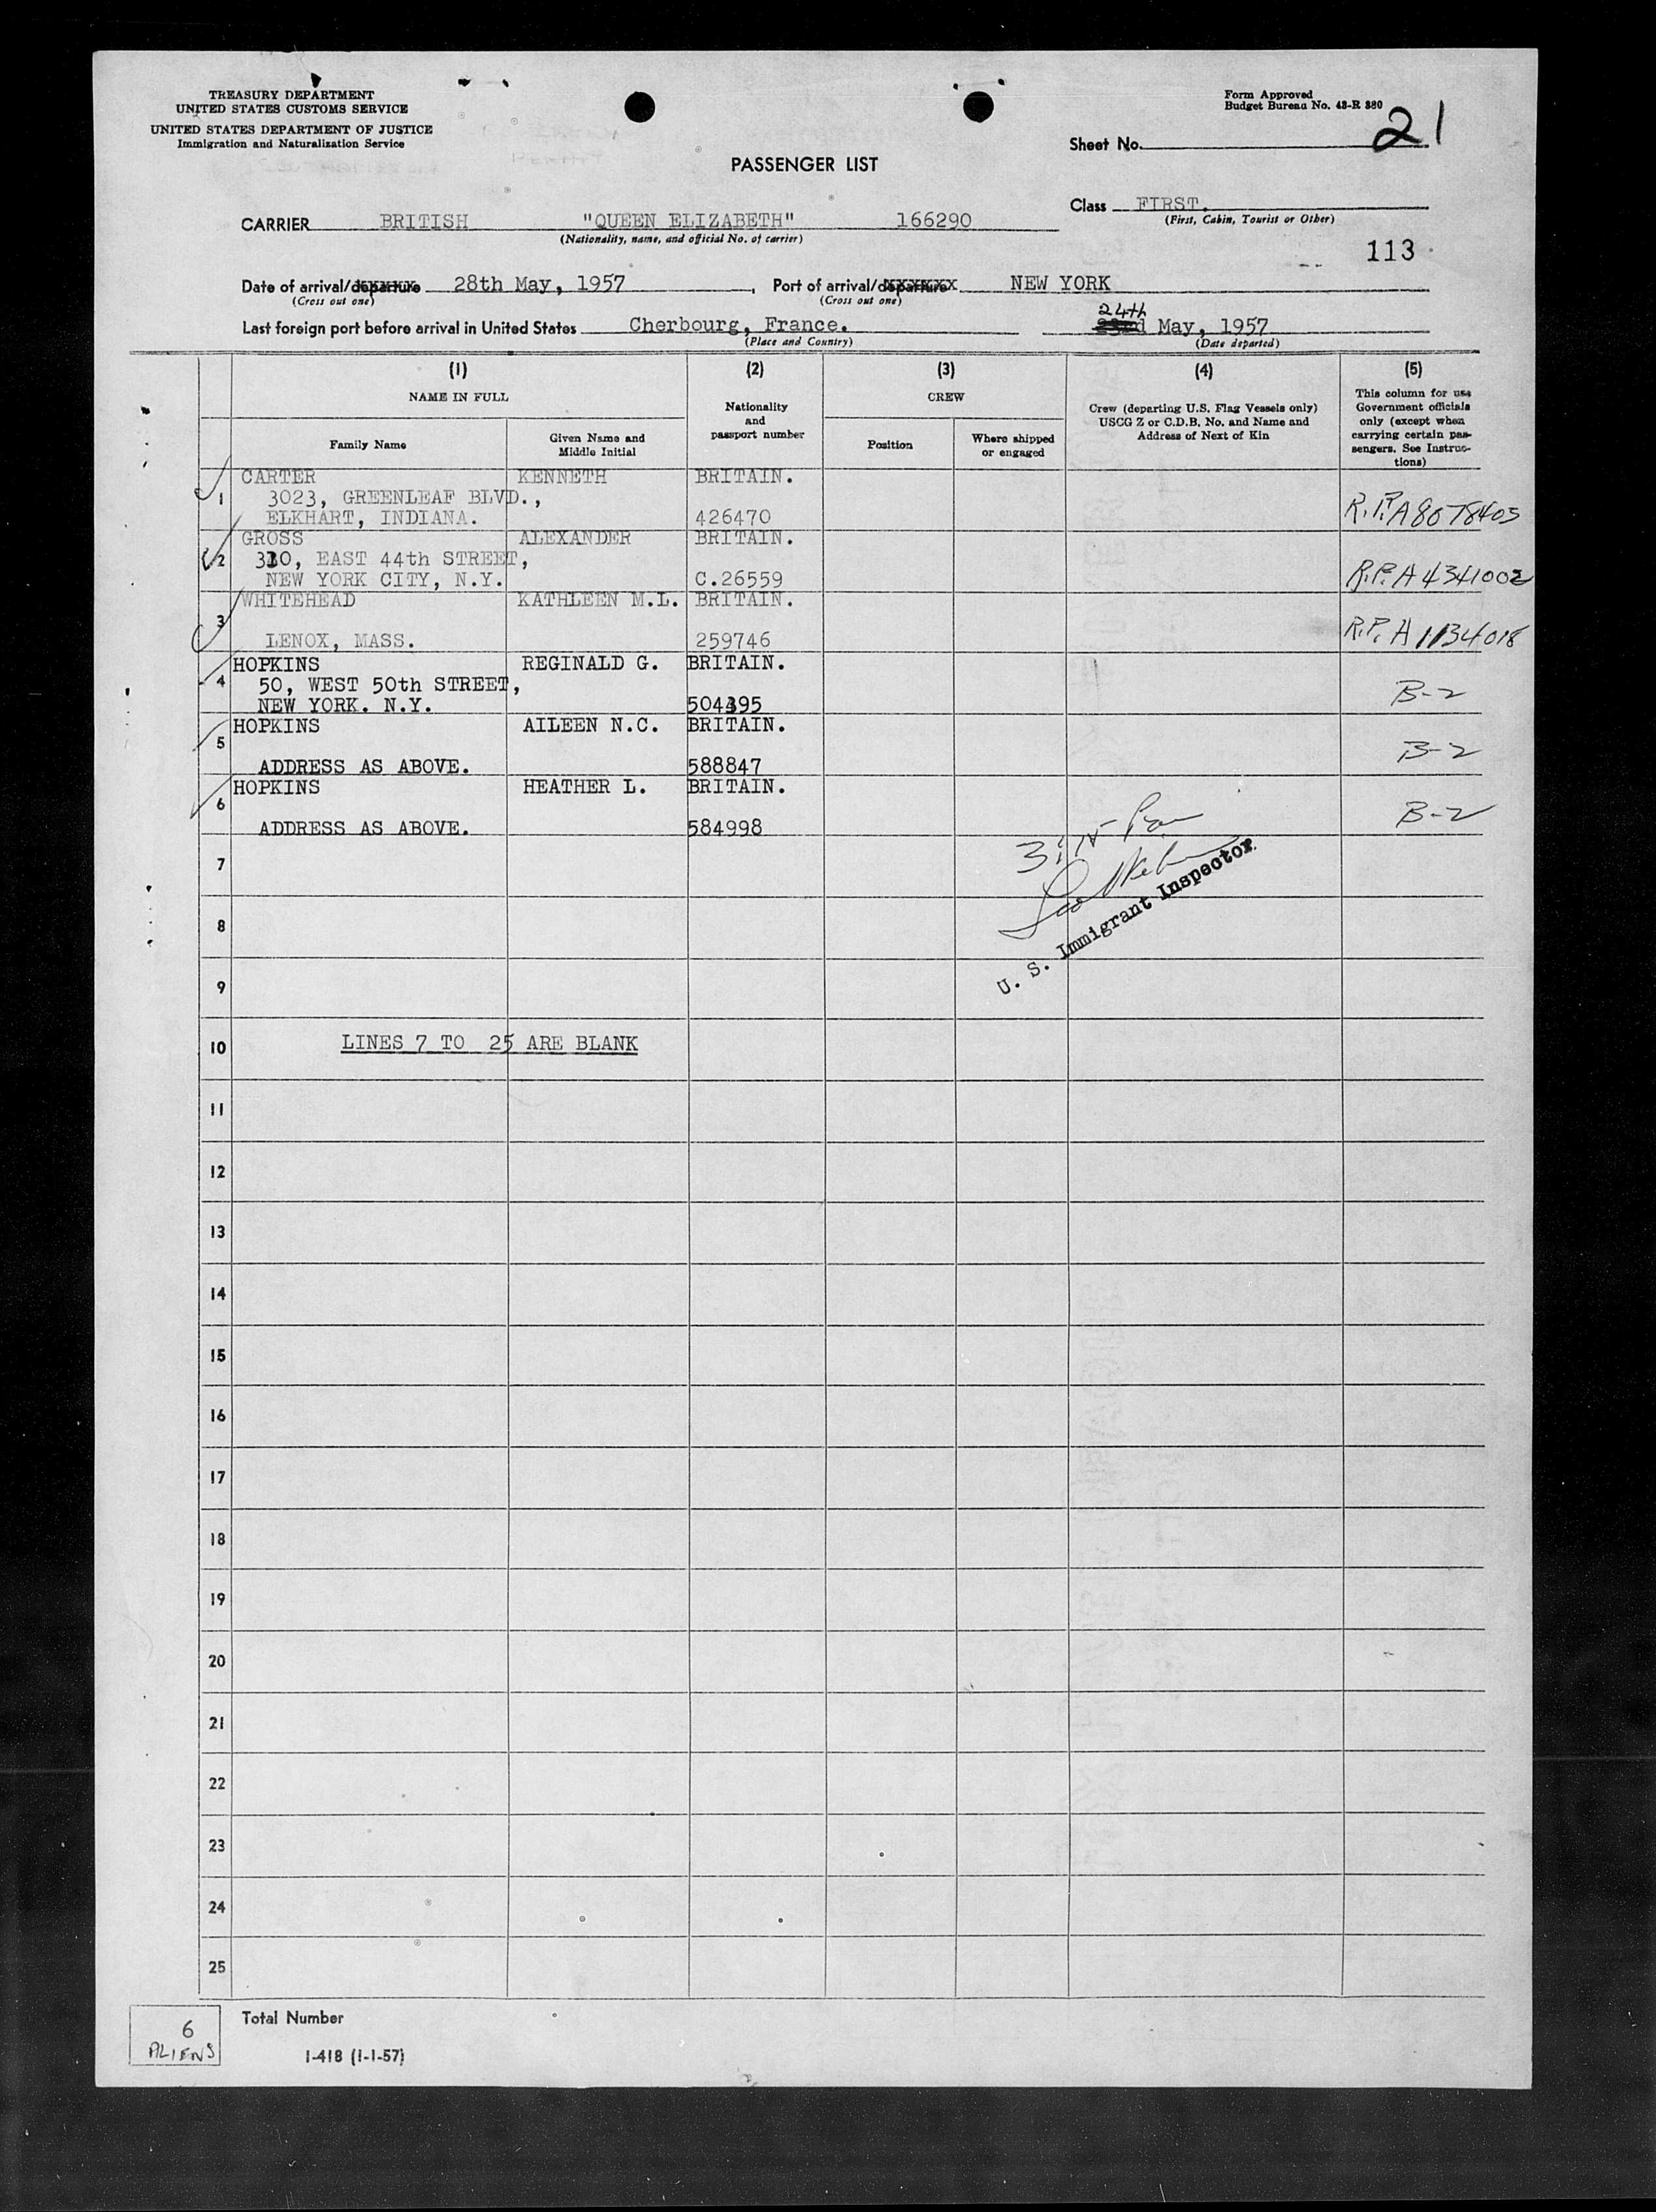 TREASURY DEPARTMENT
UNITED STATES CUSTOMS SERVICE
UNITED STATES DEPARTMENT OF JUSTICE
Immigration and Naturalization Service
Form Approved
Budget Bureau No. 43-R 380
Sheet No. 21
PASSENGER LIST
Class FIRST.
(First, Cabin, Tourist or Other)
CARRIER BRITISH "QUEEN ELIZABETH" 166290
(Nationality, name, and official No. of carrier)
113
Date of arrival/departure 28th May, 1957, Port of arrival/departure NEW YORK
(Cross out one) (Cross out one)
24th
Last foreign port before arrival in United States Cherbourg, France. 23rd May, 1957
(Place and Country) (Date departed)
(1) (2) (3) (4) (5)
NAME IN FULL
Family Name
Given Name and
Middle Initial
Nationality
and
passport number
CREW
Position
Where shipped
or engaged
Crew (departing U.S. Flag Vessels only)
USCG Z or C.D.B. No. and Name and
Address of Next of Kin
This column for use
Government officials
only (except when
carrying certain pas-
sengers. See Instruc-
tions)
CARTER KENNETH BRITAIN.
1 3023, GREENLEAF BLVD.,
ELKHART, INDIANA. 426470 R.P. A8078403
GROSS ALEXANDER BRITAIN.
2 EAST 44th STREET,
NEW YORK CITY, N.Y. C.26559 R.P. A4341002
WHITEHEAD KATHLEEN M.L. BRITAIN.
3
LENOX, MASS. 259746 R.P. A1134018
HOPKINS REGINALD G. BRITAIN.
4 50, WEST 50th STREET, B-2
NEW YORK. N.Y.
HOPKINS AILEEN N.C. BRITAIN.
5 B-2
ADDRESS AS ABOVE. 588847
HOPKINS HEATHER L. BRITAIN.
6 B-2
ADDRESS AS ABOVE. 584998
7
U. S. Immigrant Inspector.
8
9
10 LINES 7 TO 25 ARE BLANK
11
12
13
14
15
16
17
18
19
20
21
22
23
24
25
6
ALIENS
Total Number
I-418 (1-1-57)